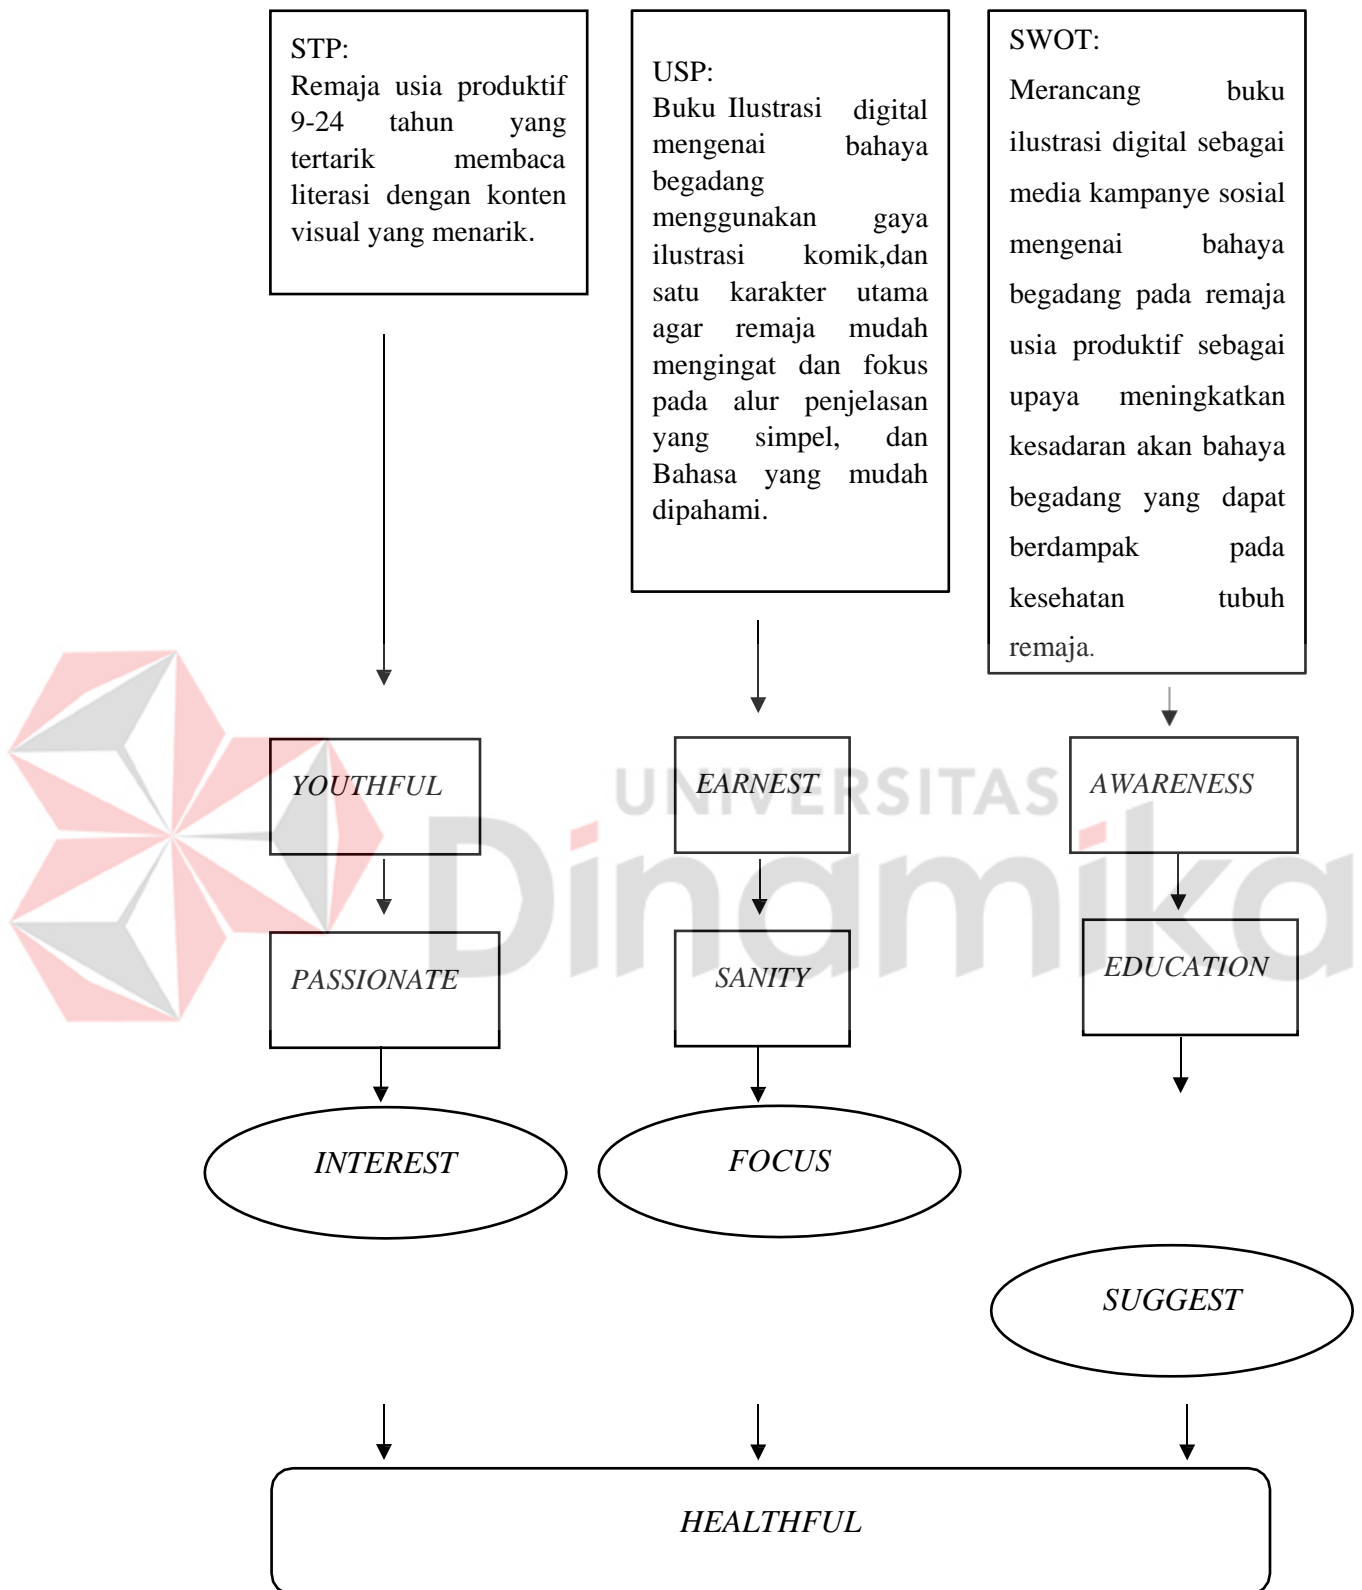 STP:
Remaja usia produktif
9-24 tahun yang
tertarik membaca
literasi dengan konten
visual yang menarik.
USP:
Buku Ilustrasi digital
mengenai bahaya
begadang
menggunakan gaya
ilustrasi komik,dan
satu karakter utama
agar remaja mudah
mengingat dan fokus
pada alur penjelasan
yang simpel, dan
Bahasa yang mudah
dipahami.
SWOT:
Merancang buku
ilustrasi digital sebagai
media kampanye sosial
mengenai bahaya
begadang pada remaja
usia produktif sebagai
upaya meningkatkan
kesadaran akan bahaya
begadang yang dapat
berdampak pada
kesehatan tubuh
remaja.
YOUTHFUL
EARNEST
AWARENESS
UNIVERSITAS
Dinamika
PASSIONATE
SANITY
EDUCATION
INTEREST
FOCUS
SUGGEST
HEALTHFUL